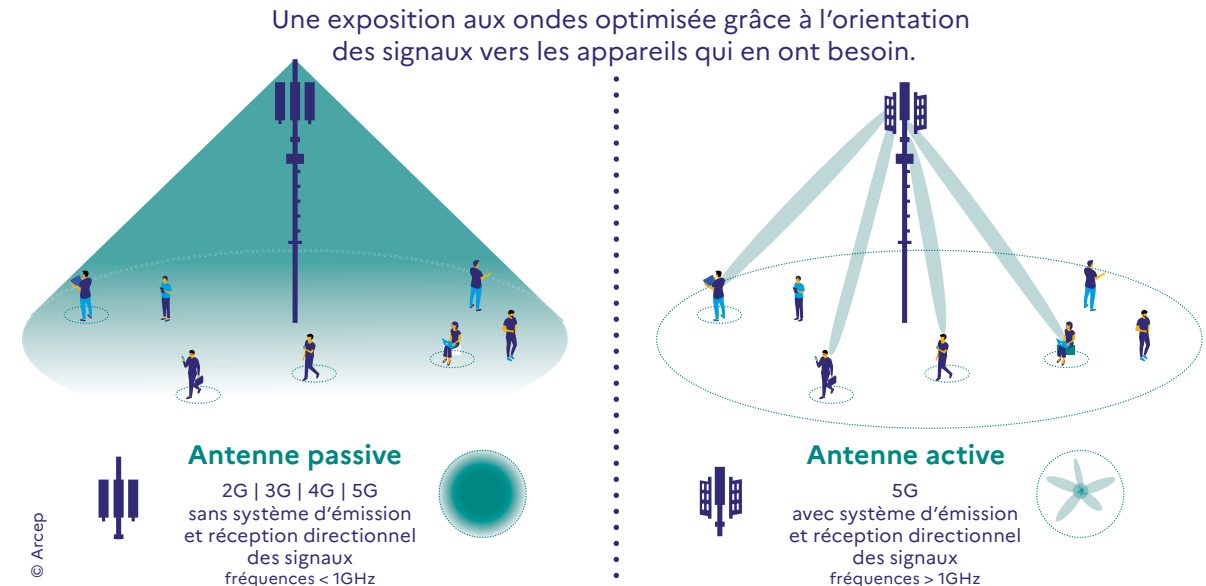 Une exposition aux ondes optimisée grâce à l’orientation
des signaux vers les appareils qui en ont besoin.
Antenne passive
2G | 3G | 4G | 5G
sans système d’émission
et réception directionnel
des signaux
fréquences < 1GHz
Antenne active
5G
avec système d’émission
et réception directionnel
des signaux
fréquences > 1GHz
© Arcep